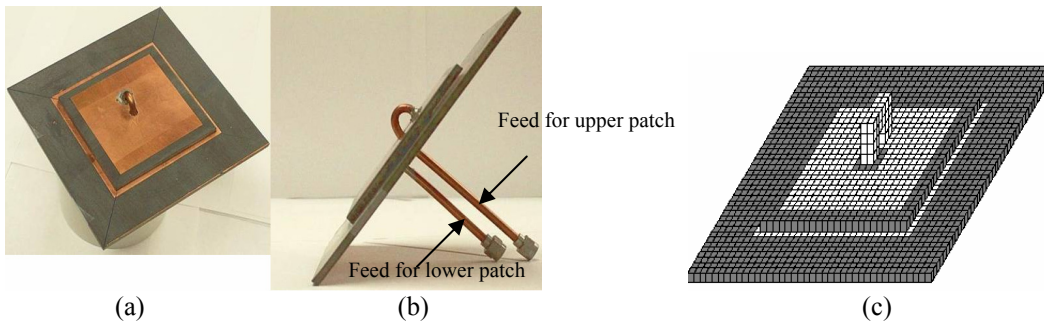 Feed for upper patch
Feed for lower patch
(a)
(b)
(c)